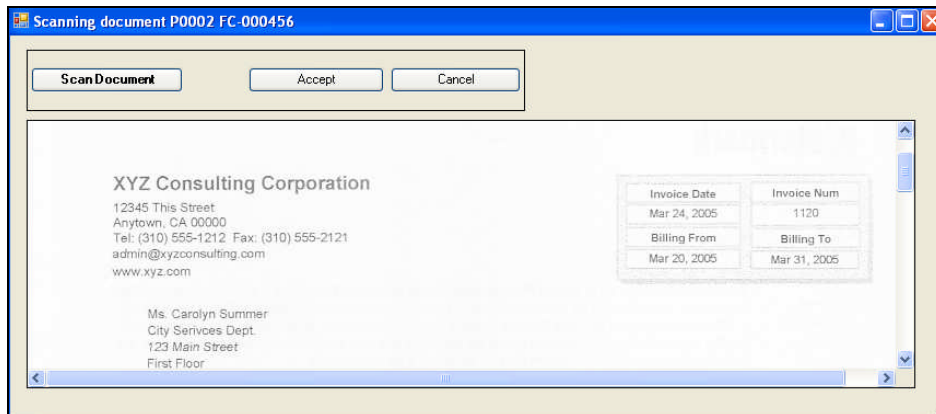 Scanning document P0002 FC-000456
Scan Document Accept Cancel
XYZ Consulting Corporation
12345 This Street
Anytown, CA 00000
Tel: (310) 555-1212 Fax: (310) 555-2121
admin@xyzconsulting.com
www.xyz.com
Invoice Date Invoice Num
Mar 24, 2005 1120
Billing From Billing To
Mar 20, 2005 Mar 31, 2005
Ms. Carolyn Summer
City Serivces Dept.
123 Main Street
First Floor